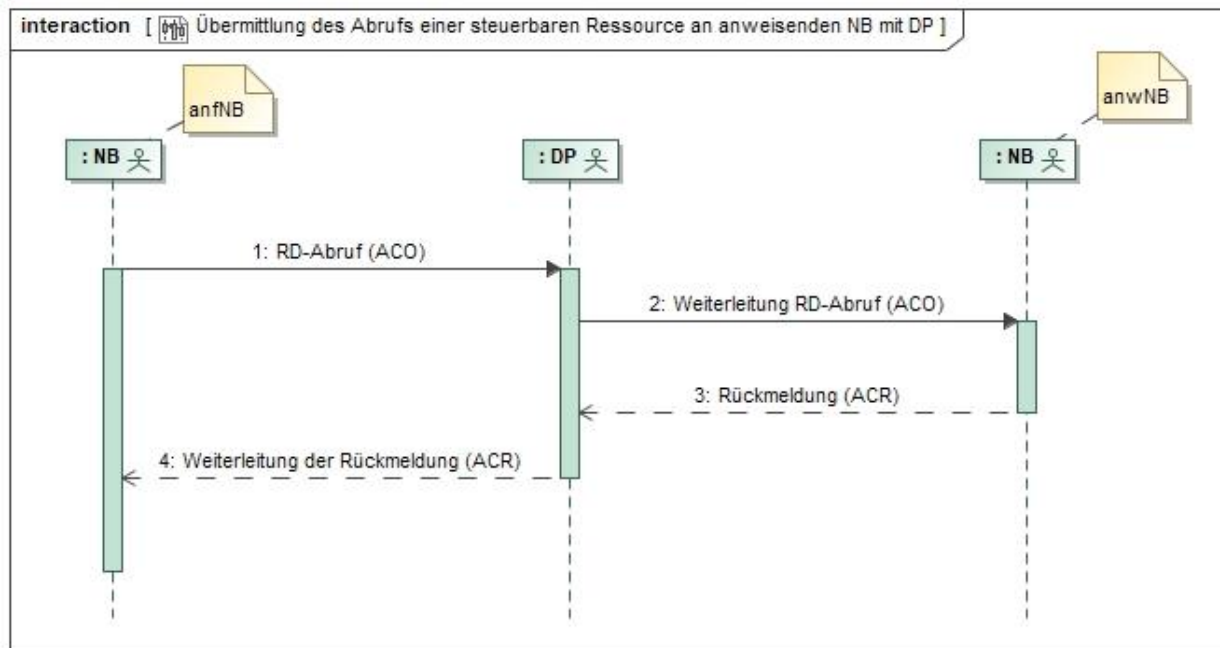 interaction [ Übermittlung des Abrufs einer steuerbaren Ressource an anweisenden NB mit DP ]
anfNB
anwNB
: NB
: DP
: NB
1: RD-Abruf (ACO)
2: Weiterleitung RD-Abruf (ACO)
3: Rückmeldung (ACR)
4: Weiterleitung der Rückmeldung (ACR)